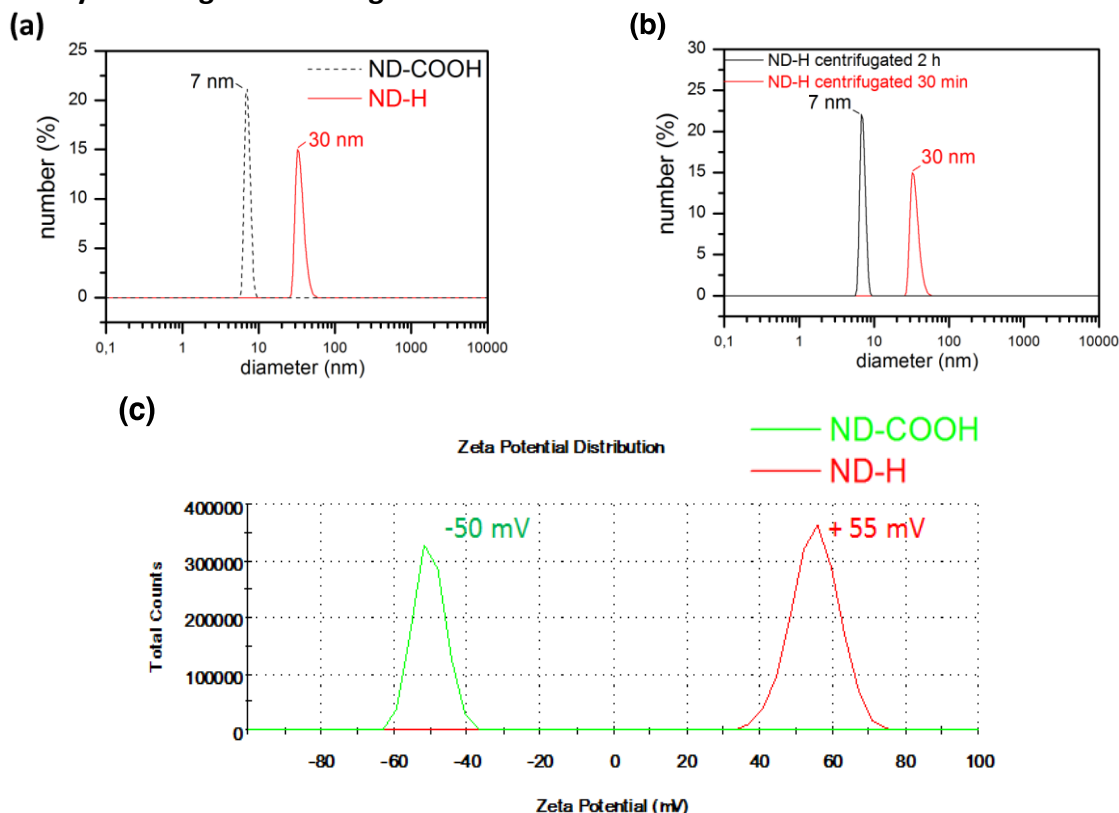 (a)
25
20
15
10
5
0
number (%)
7 nm
ND-COOH
ND-H
30 nm
0,1 1 10 100 1000 10000
diameter (nm)
(b)
30
25
20
15
10
5
0
number (%)
ND-H centrifugated 2 h
ND-H centrifugated 30 min
7 nm
30 nm
0,1 1 10 100 1000 10000
diameter (nm)
(c)
ND-COOH
ND-H
Zeta Potential Distribution
400000
300000
200000
100000
0
Total Counts
-50 mV
+ 55 mV
-80 -60 -40 -20 0 20 40 60 80 100
Zeta Potential (mV)